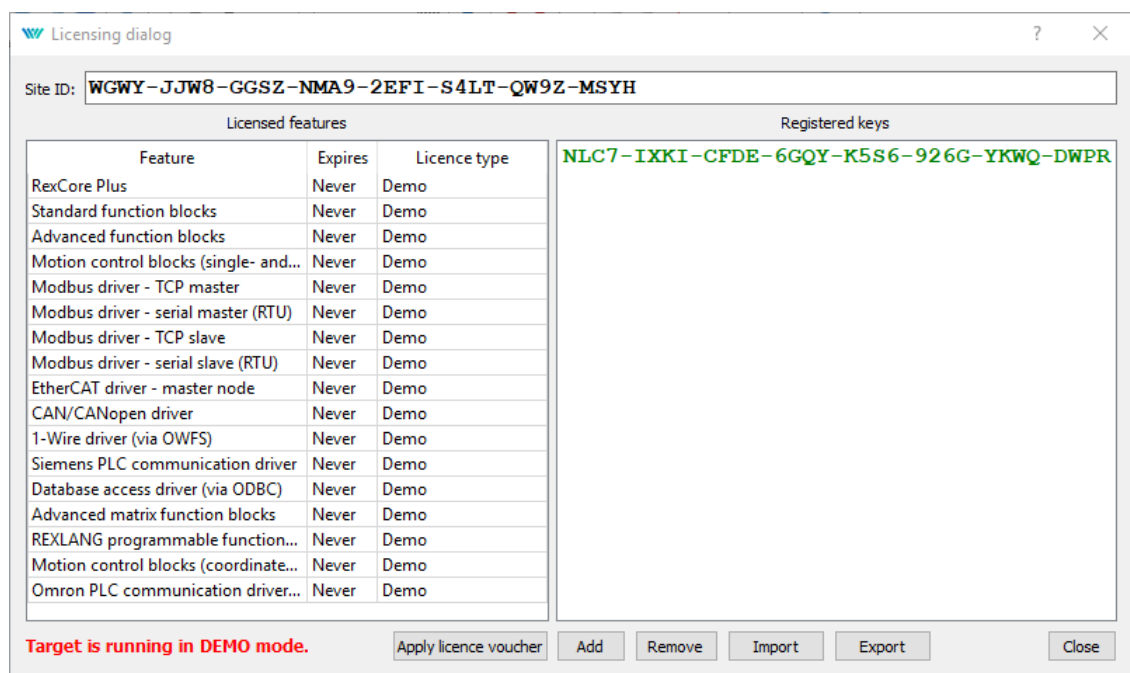 Licensing dialog
Site ID: WGWY-JJW8-GGSZ-NMA9-2EFI-S4LT-QW9Z-MSYH
Licensed features
Registered keys
Feature Expires Licence type
RexCore Plus Never Demo
Standard function blocks Never Demo
Advanced function blocks Never Demo
Motion control blocks (single- and... Never Demo
Modbus driver - TCP master Never Demo
Modbus driver - serial master (RTU) Never Demo
Modbus driver - TCP slave Never Demo
Modbus driver - serial slave (RTU) Never Demo
EtherCAT driver - master node Never Demo
CAN/CANopen driver Never Demo
1-Wire driver (via OWFS) Never Demo
Siemens PLC communication driver Never Demo
Database access driver (via ODBC) Never Demo
Advanced matrix function blocks Never Demo
REXLANG programmable function... Never Demo
Motion control blocks (coordinate... Never Demo
Omron PLC communication driver... Never Demo
NLC7-IXKI-CFDE-6GQY-K5S6-926G-YKWQ-DWPR
Target is running in DEMO mode.
Apply licence voucher Add Remove Import Export Close